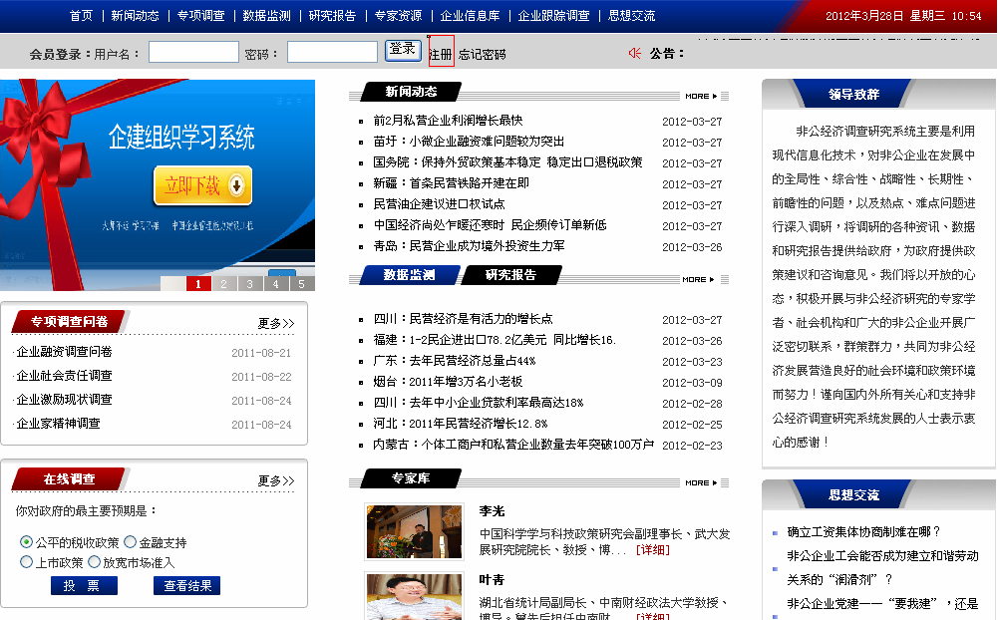 首页 | 新闻动态 | 专项调查 | 数据监测 | 研究报告 | 专家资源 | 企业信息库 | 企业跟踪调查 | 思想交流
2012年3月28日 星期三 10:54
会员登录：用户名： 密码： 登录 注册 忘记密码
公告：
企建组织学习系统
立即下载
1 2 3 4 5
专项调查问卷 更多>>
·企业融资调查问卷 2011-08-21
·企业社会责任调查 2011-08-22
·企业激励现状调查 2011-08-24
·企业家精神调查 2011-08-24
在线调查 更多>>
你对政府的最主要预期是：
公平的税收政策 金融支持
上市政策 放宽市场准入
投 票 查看结果
新闻动态 MORE
前2月私营企业利润增长最快 2012-03-27
苗圩：小微企业融资难问题较为突出 2012-03-27
国务院：保持外贸政策基本稳定 稳定出口退税政策 2012-03-27
新疆：首条民营铁路开建在即 2012-03-27
民营油企建议进口权试点 2012-03-27
中国经济尚处乍暖还寒时 民企频传订单新低 2012-03-27
青岛：民营企业成为境外投资生力军 2012-03-26
数据监测 研究报告 MORE
四川：民营经济是有活力的增长点 2012-03-27
福建：1-2民企进出口78.2亿美元 同比增长16. 2012-03-26
广东：去年民营经济总量占44% 2012-03-23
烟台：2011年增3万名小老板 2012-03-09
四川：去年中小企业贷款利率最高达18% 2012-02-28
河北：2011年民营经济增长12.8% 2012-02-25
内蒙古：个体工商户和私营企业数量去年突破100万户 2012-02-23
专家库 MORE
李光
中国科学学与科技政策研究会副理事长、武大发
展研究院院长、教授、博... [详细]
叶青
湖北省统计局副局长、中南财经政法大学教授、
博导。曾先后担任中南财... [详细]
领导致辞
非公经济调查研究系统主要是利用
现代信息化技术，对非公企业在发展中
的全局性、综合性、战略性、长期性、
前瞻性的问题，以及热点、难点问题进
行深入调研，将调研的各种资讯、数据
和研究报告提供给政府，为政府提供政
策建议和咨询意见。我们将以开放的心
态，积极开展与非公经济研究的专家学
者、社会机构和广大的非公企业开展广
泛密切联系，群策群力，共同为非公经
济发展营造良好的社会环境和政策环境
而努力！谨向国内外所有关心和支持非
公经济调查研究系统发展的人士表示衷
心的感谢！
思想交流
确立工资集体协商制难在哪？
非公企业工会能否成为建立和谐劳动
关系的“润滑剂”？
非公企业党建——“要我建”，还是